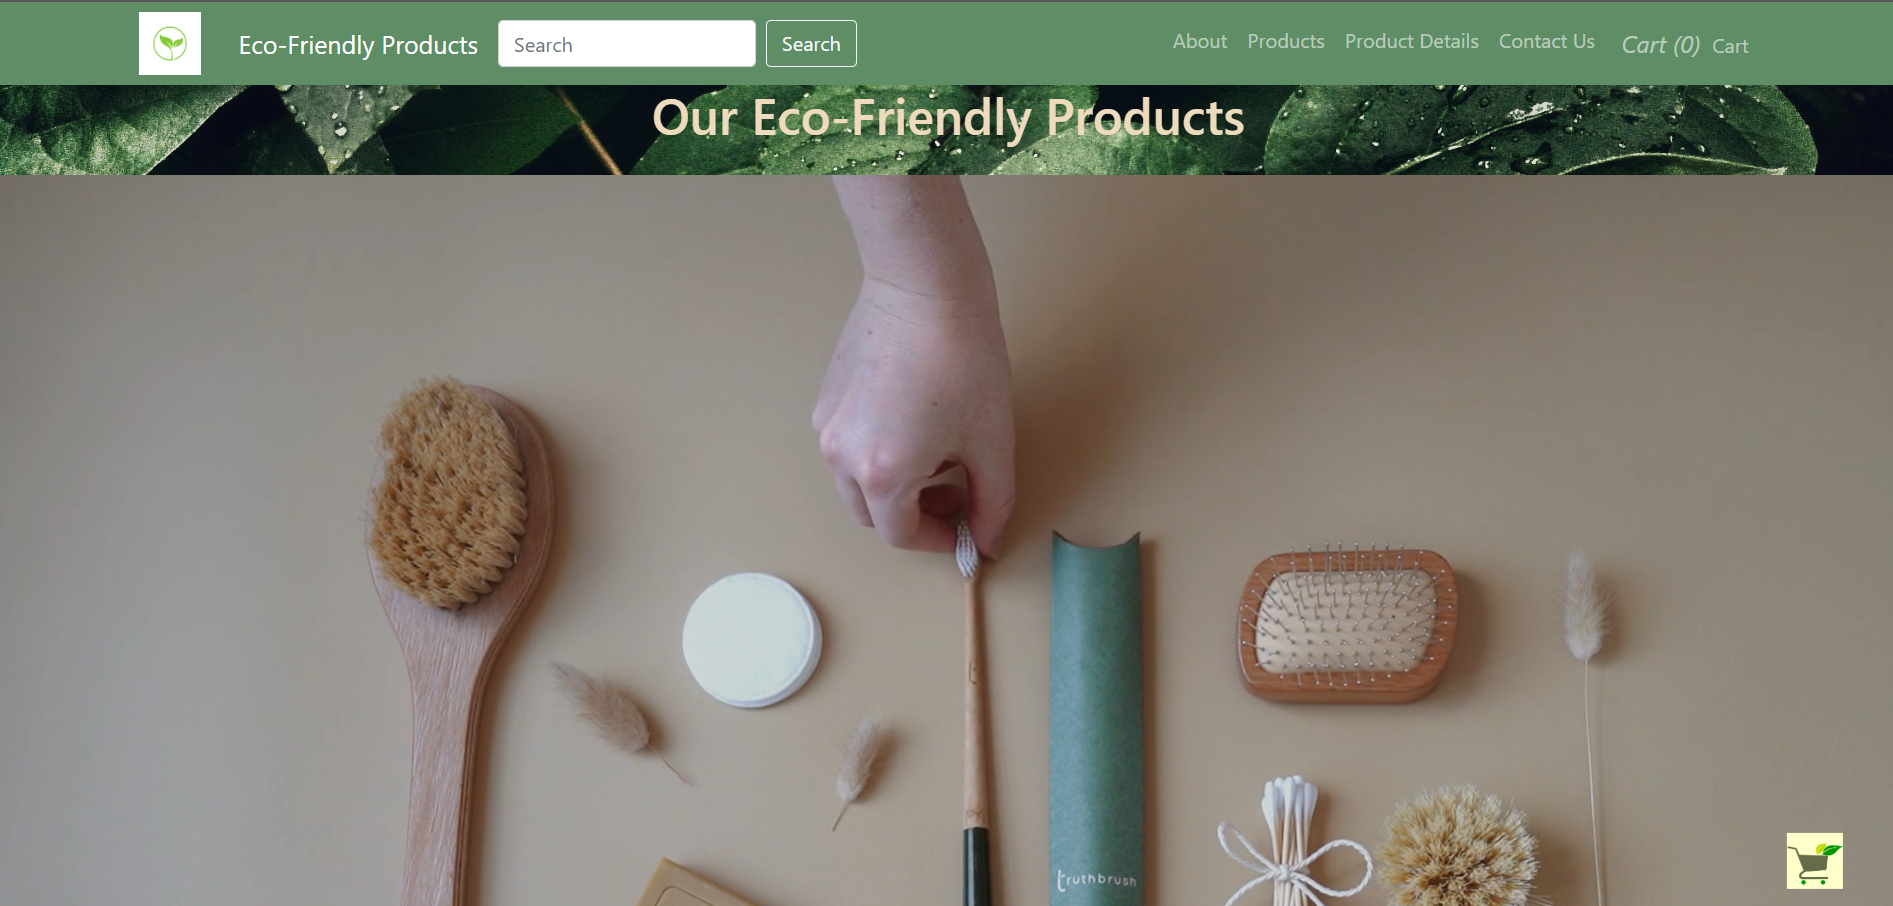 Eco-Friendly Products
Search
Search
About
Products
Product Details
Contact Us
Cart (0)
Cart
Our Eco-Friendly Products
truthbrush